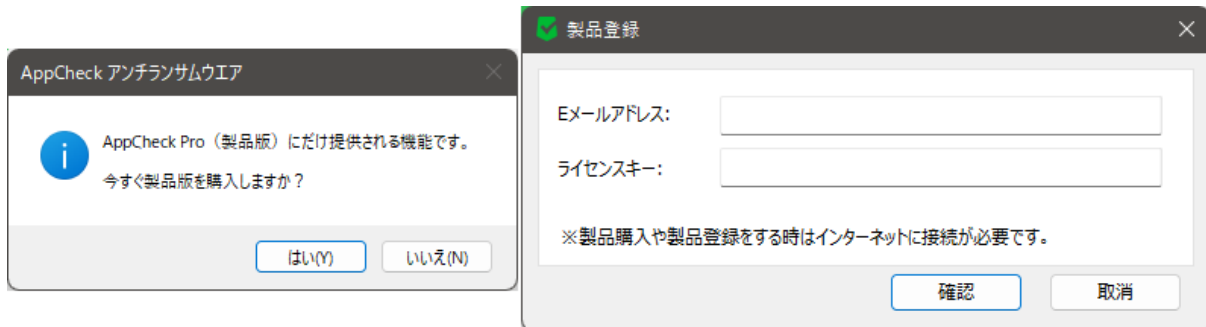 AppCheck アンチランサムウエア
AppCheck Pro（製品版）にだけ提供される機能です。
今すぐ製品版を購入しますか？
はい(Y)
いいえ(N)
製品登録
Eメールアドレス:
ライセンスキー:
※製品購入や製品登録をする時はインターネットに接続が必要です。
確認
取消